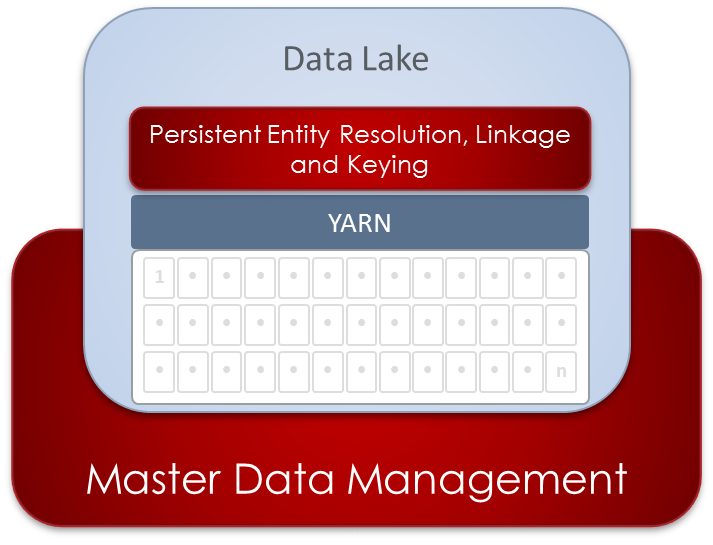 Data Lake
Persistent Entity Resolution, Linkage
and Keying
YARN
1 • • • • • • • • • • • •
• • • • • • • • • • • • •
• • • • • • • • • • • • n
Master Data Management